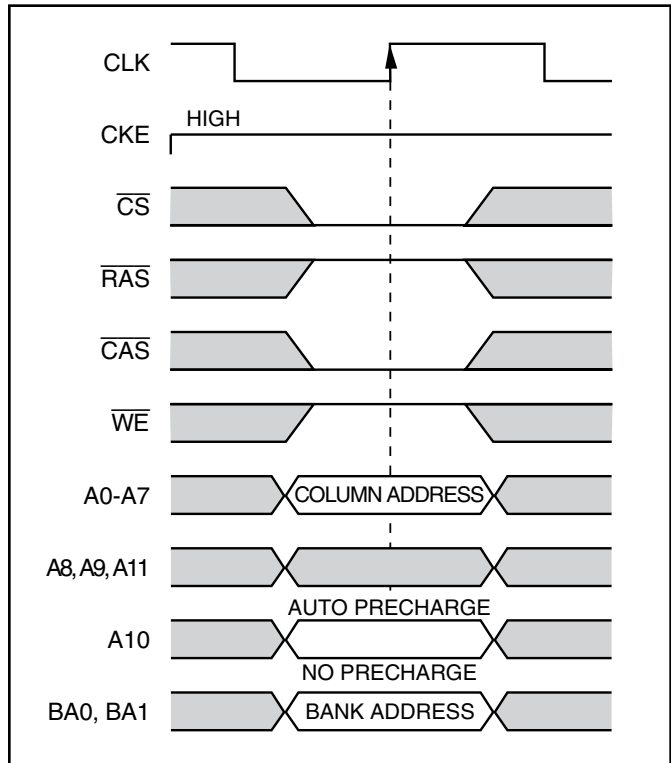 CLK
CKE HIGH
CS
RAS
CAS
WE
A0-A7 COLUMN ADDRESS
A8, A9, A11
AUTO PRECHARGE
A10
NO PRECHARGE
BA0, BA1 BANK ADDRESS